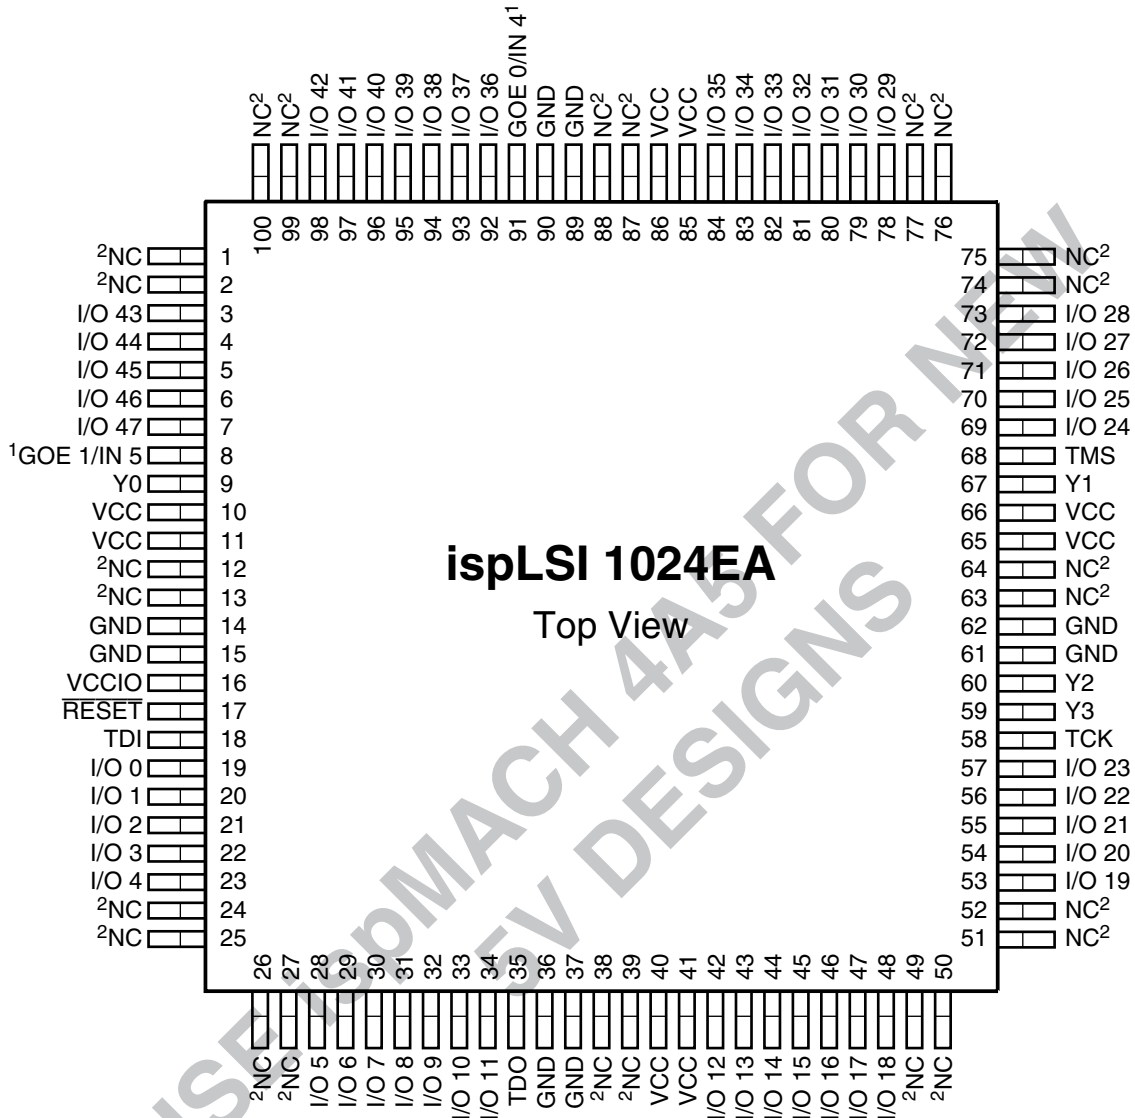 NC² NC² I/O 42 I/O 41 I/O 40 I/O 39 I/O 38 I/O 37 I/O 36 GOE 0/IN 4¹ GND GND NC² NC² VCC VCC I/O 35 I/O 34 I/O 33 I/O 32 I/O 31 I/O 30 I/O 29 NC² NC²
100 99 98 97 96 95 94 93 92 91 90 89 88 87 86 85 84 83 82 81 80 79 78 77 76
²NC 1 75 NC²
²NC 2 74 NC²
I/O 43 3 73 I/O 28
I/O 44 4 72 I/O 27
I/O 45 5 71 I/O 26
I/O 46 6 70 I/O 25
I/O 47 7 69 I/O 24
¹GOE 1/IN 5 8 68 TMS
Y0 9 67 Y1
VCC 10 66 VCC
VCC 11 65 VCC
²NC 12 64 NC²
²NC 13 63 NC²
GND 14 62 GND
GND 15 61 GND
VCCIO 16 60 Y2
RESET 17 59 Y3
TDI 18 58 TCK
I/O 0 19 57 I/O 23
I/O 1 20 56 I/O 22
I/O 2 21 55 I/O 21
I/O 3 22 54 I/O 20
I/O 4 23 53 I/O 19
²NC 24 52 NC²
²NC 25 51 NC²
ispLSI 1024EA
Top View
26 27 28 29 30 31 32 33 34 35 36 37 38 39 40 41 42 43 44 45 46 47 48 49 50
²NC ²NC I/O 5 I/O 6 I/O 7 I/O 8 I/O 9 I/O 10 I/O 11 TDO GND GND ²NC ²NC VCC VCC I/O 12 I/O 13 I/O 14 I/O 15 I/O 16 I/O 17 I/O 18 ²NC ²NC
ispMACH 4A5 FOR NEW
5V DESIGNS